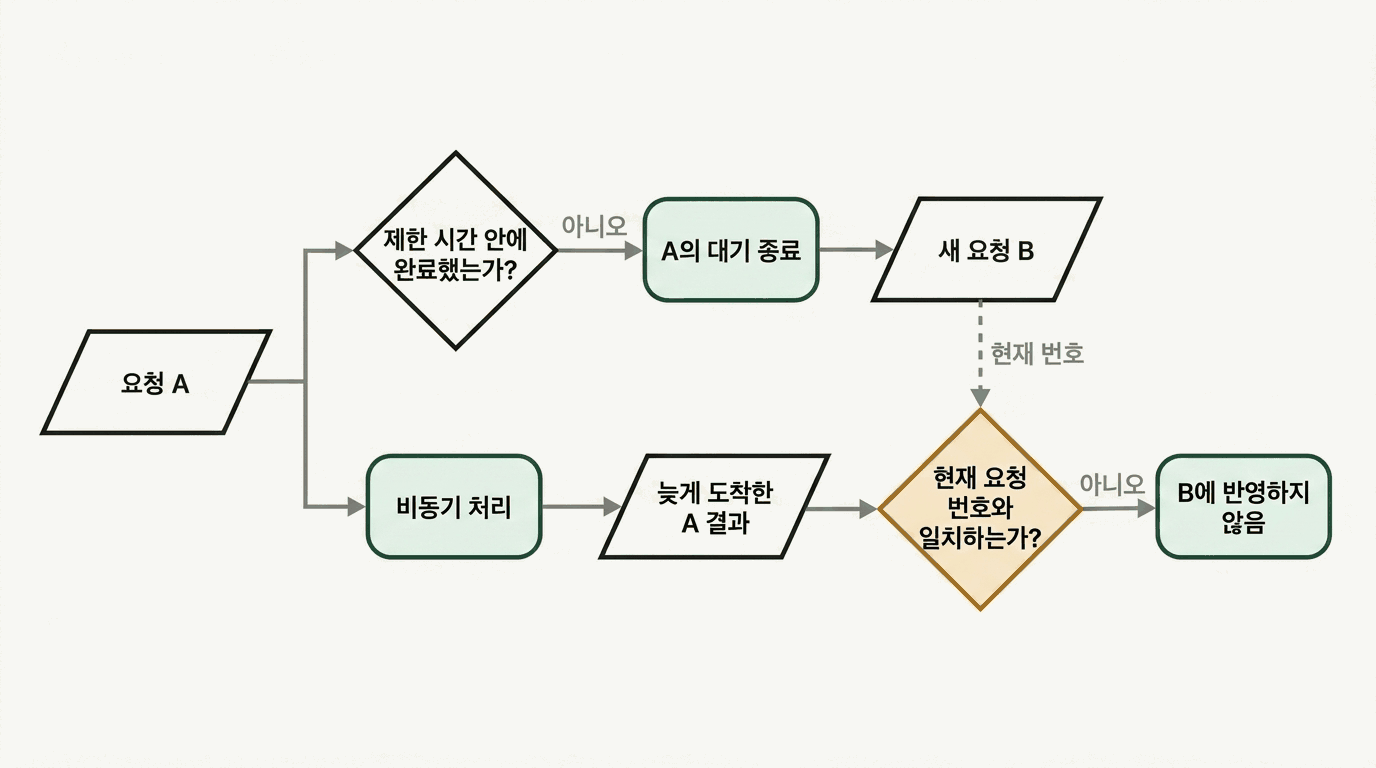 제한 시간 안에
완료했는가?
아니오
A의 대기 종료
새 요청 B
현재 번호
요청 A
비동기 처리
늦게 도착한
A 결과
현재 요청
번호와
일치하는가?
아니오
B에 반영하지
않음